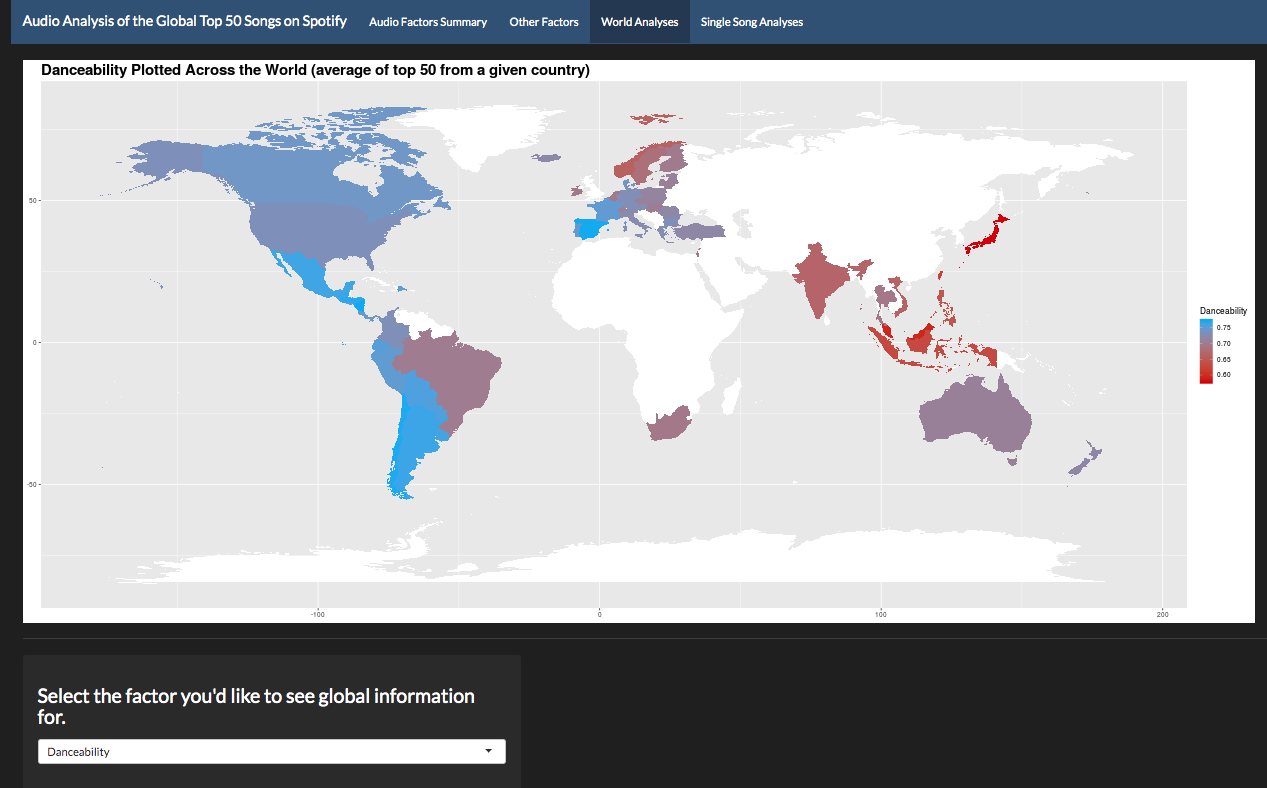 Audio Analysis of the Global Top 50 Songs on Spotify Audio Factors Summary Other Factors World Analyses Single Song Analyses
Danceability Plotted Across the World (average of top 50 from a given country)
50
0
-50
-100 0 100 200
Danceability
0.75
0.70
0.65
0.60
Select the factor you'd like to see global information
for.
Danceability